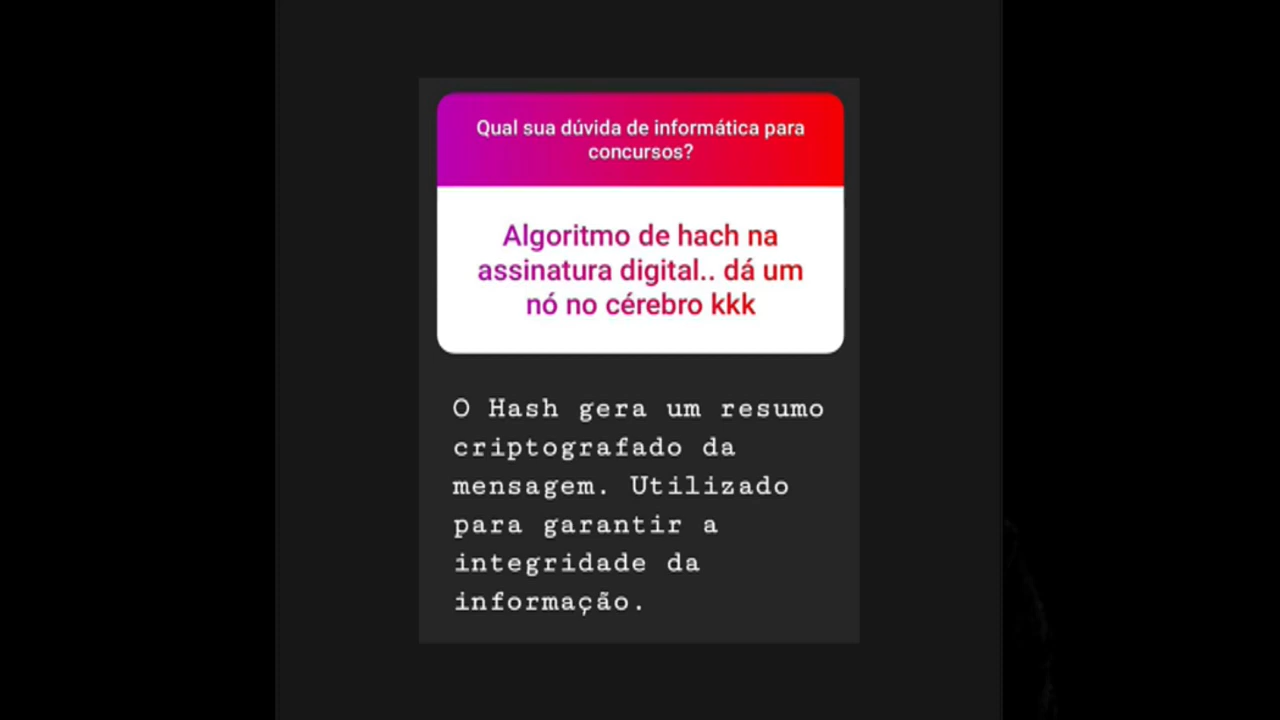 Qual sua dúvida de informática para
concursos?
Algoritmo de hach na
assinatura digital.. dá um
nó no cérebro kkk
O Hash gera um resumo
criptografado da
mensagem. Utilizado
para garantir a
integridade da
informação.